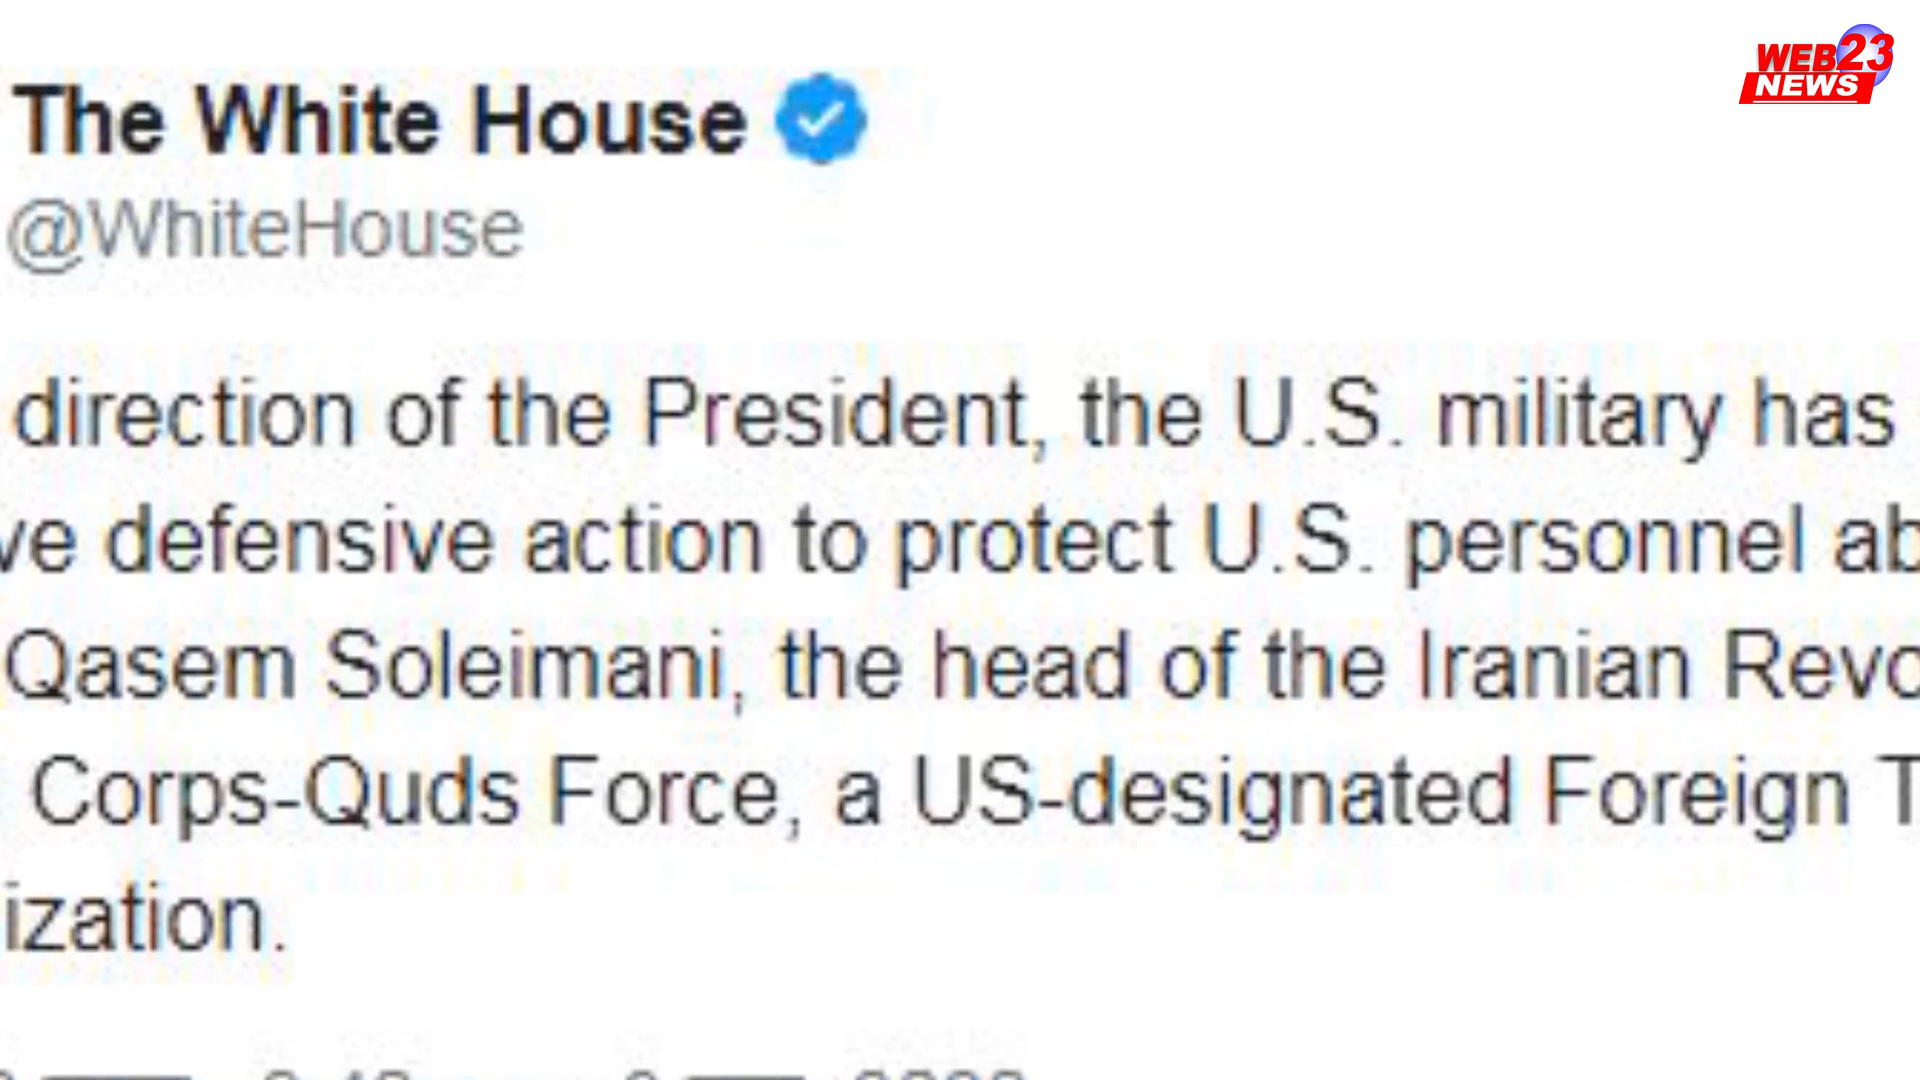 WEB23
NEWS
The White House
@WhiteHouse
direction of the President, the U.S. military has
ve defensive action to protect U.S. personnel ab
Qasem Soleimani, the head of the Iranian Revo
Corps-Quds Force, a US-designated Foreign T
ization.